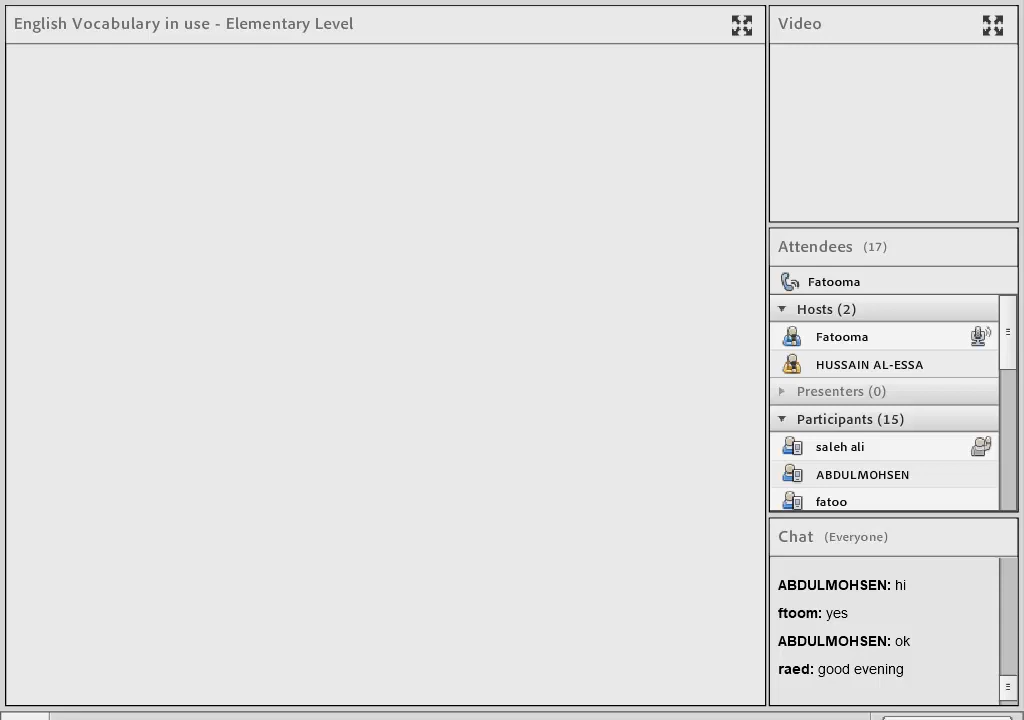 English Vocabulary in use - Elementary Level
Video
Attendees (17)
Fatooma
Hosts (2)
Fatooma
HUSSAIN AL-ESSA
Presenters (0)
Participants (15)
saleh ali
ABDULMOHSEN
fatoo
Chat (Everyone)
ABDULMOHSEN: hi
ftoom: yes
ABDULMOHSEN: ok
raed: good evening